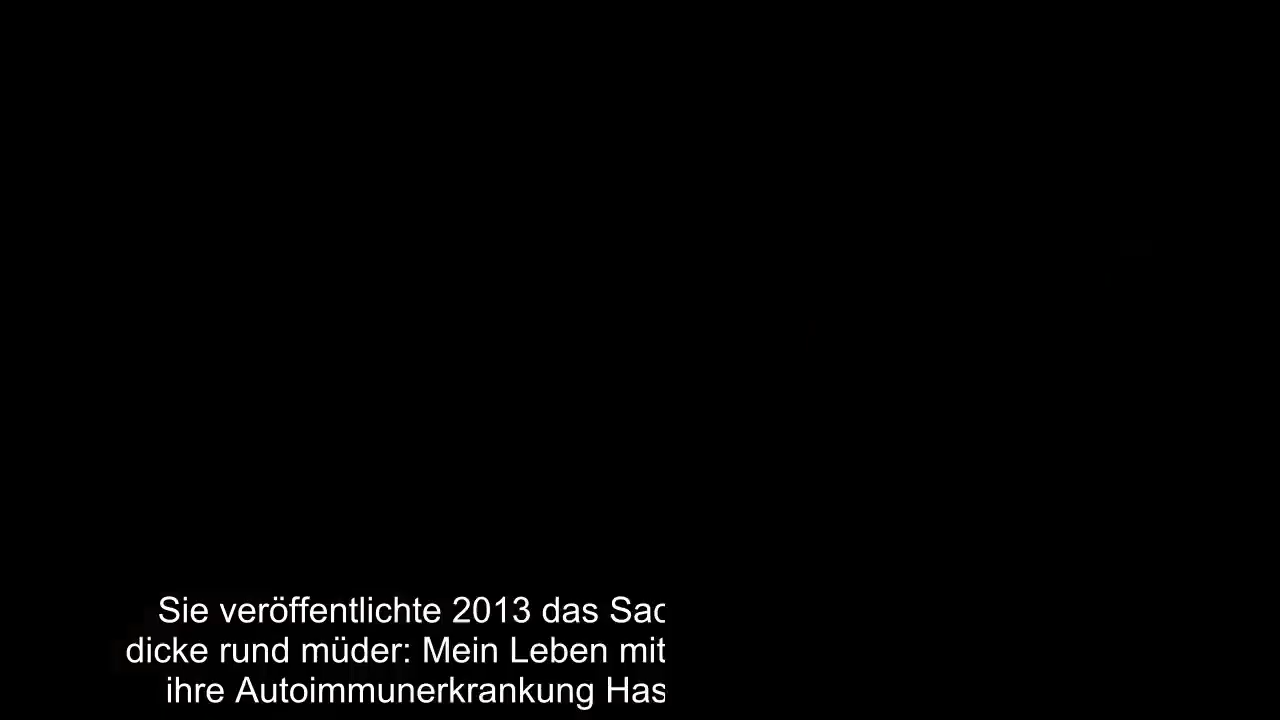 Sie veröffentlichte 2013 das Sac
dicke rund müder: Mein Leben mit
ihre Autoimmunerkrankung Has